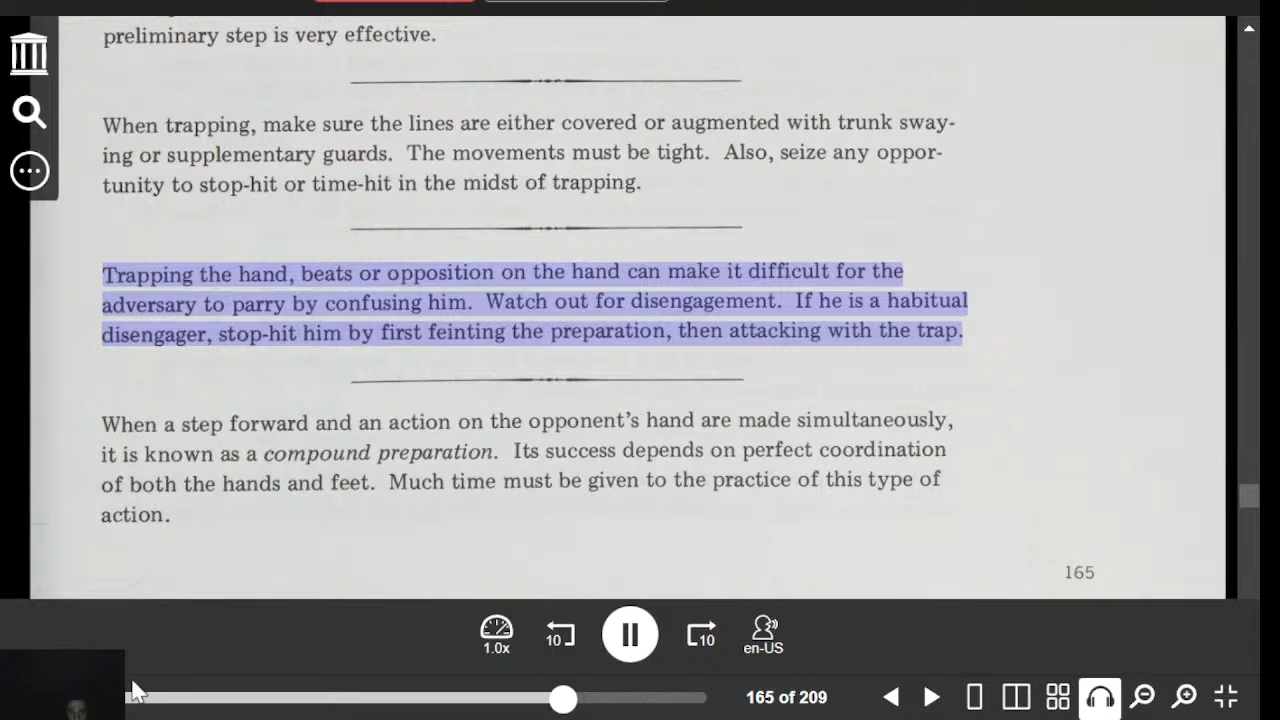 preliminary step is very effective.
When trapping, make sure the lines are either covered or augmented with trunk sway-
ing or supplementary guards. The movements must be tight. Also, seize any oppor-
tunity to stop-hit or time-hit in the midst of trapping.
Trapping the hand, beats or opposition on the hand can make it difficult for the
adversary to parry by confusing him. Watch out for disengagement. If he is a habitual
disengager, stop-hit him by first feinting the preparation, then attacking with the trap.
When a step forward and an action on the opponent's hand are made simultaneously,
it is known as a compound preparation. Its success depends on perfect coordination
of both the hands and feet. Much time must be given to the practice of this type of
action.
165
10
10
1.0x
en-US
165 of 209